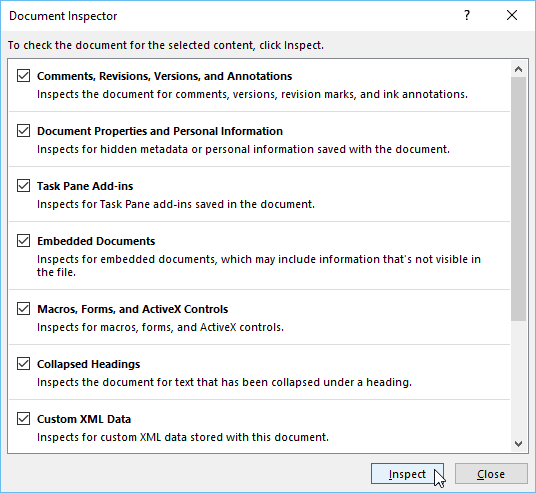 Document Inspector
?
To check the document for the selected content, click Inspect.
Comments, Revisions, Versions, and Annotations
Inspects the document for comments, versions, revision marks, and ink annotations.
Document Properties and Personal Information
Inspects for hidden metadata or personal information saved with the document.
Task Pane Add-ins
Inspects for Task Pane add-ins saved in the document.
Embedded Documents
Inspects for embedded documents, which may include information that's not visible in
the file.
Macros, Forms, and ActiveX Controls
Inspects for macros, forms, and ActiveX controls.
Collapsed Headings
Inspects the document for text that has been collapsed under a heading.
Custom XML Data
Inspects for custom XML data stored with this document.
Inspect Close